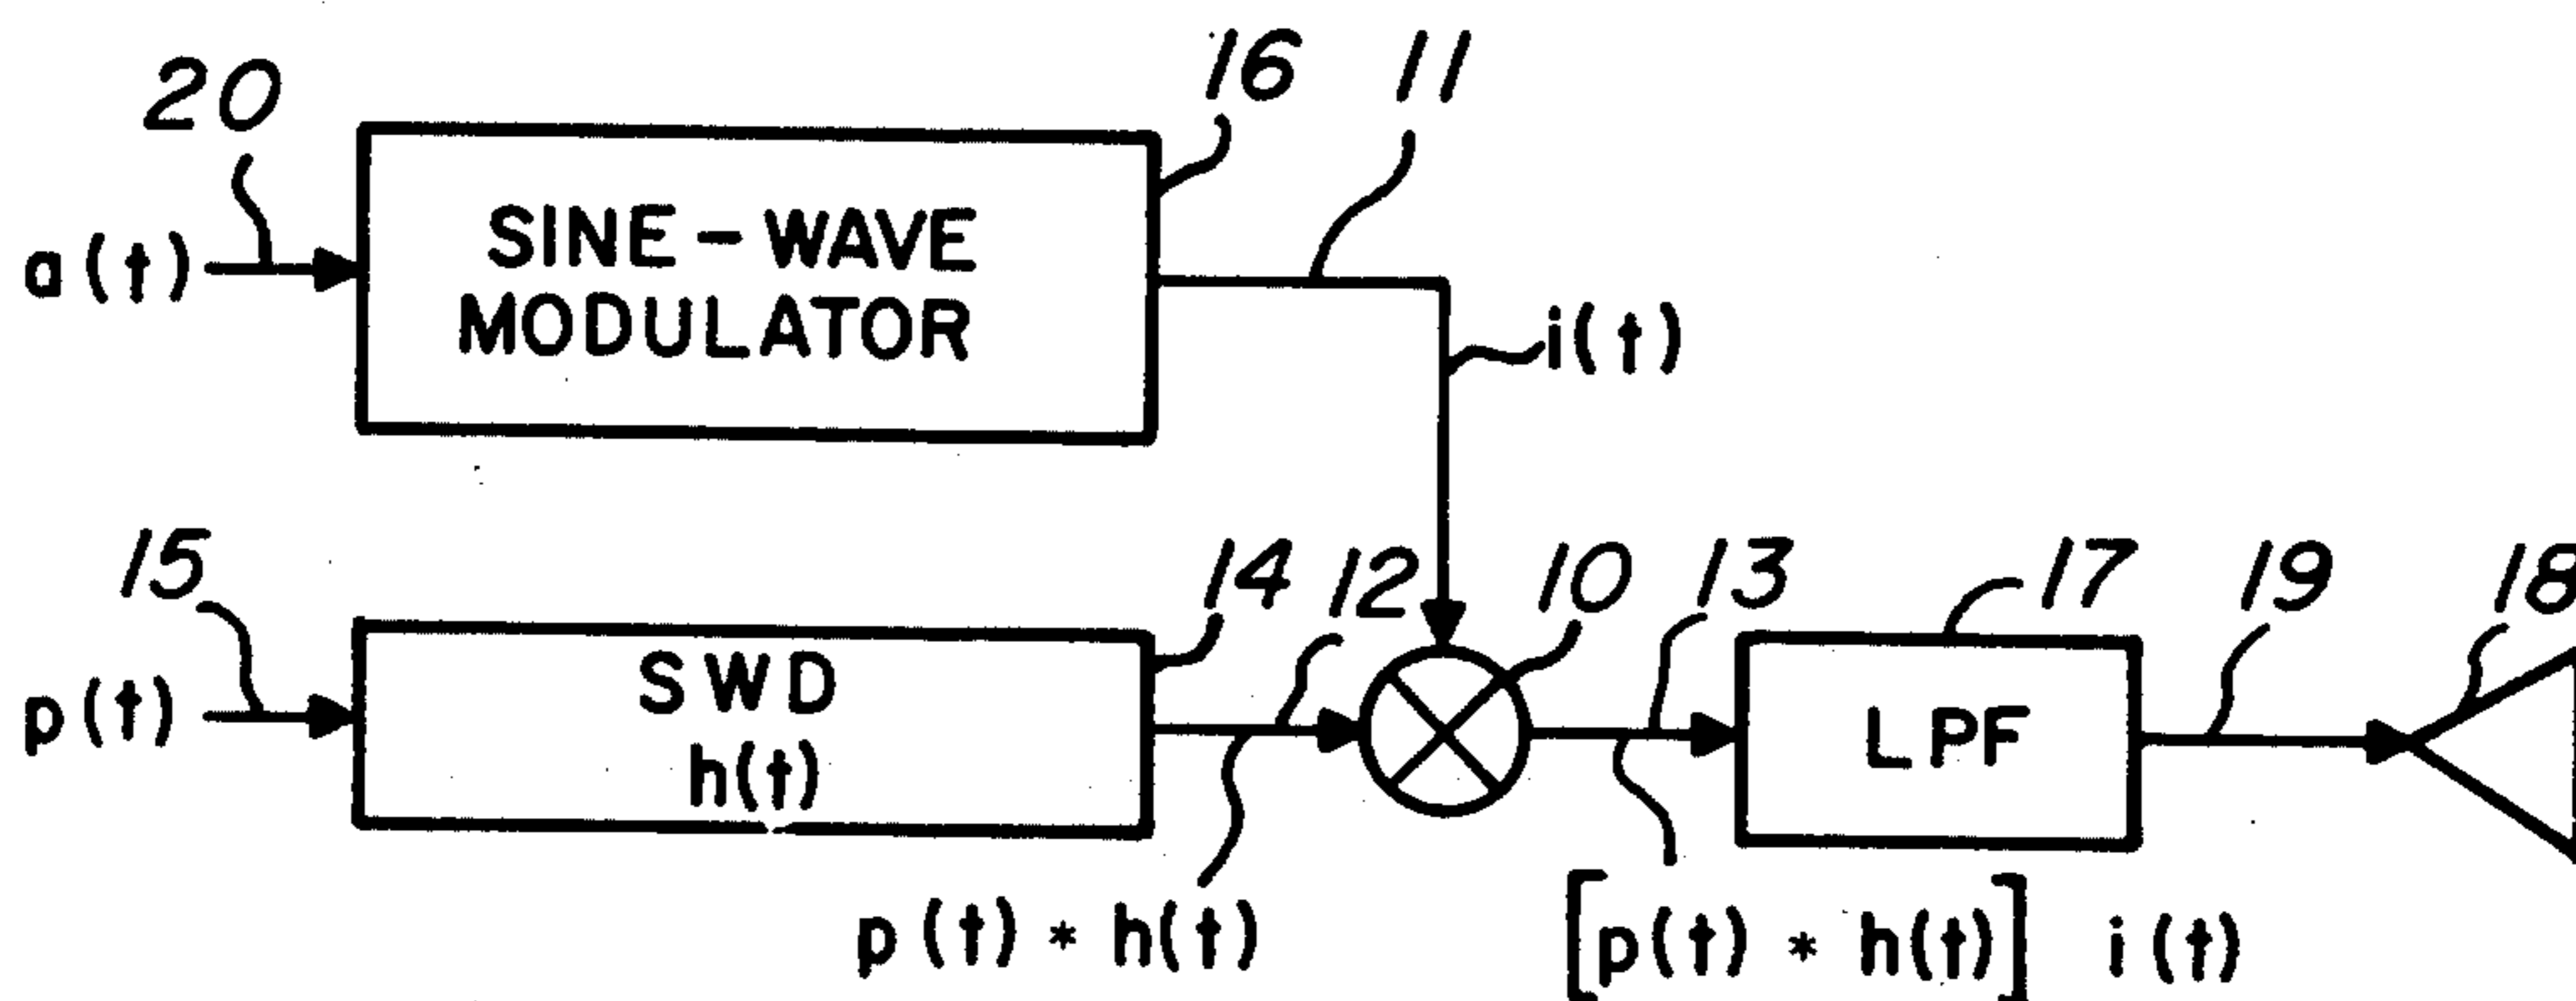 20
16
11
a(t)
SINE-WAVE
MODULATOR
i(t)
15
14
12
10
13
17
19
18
p(t)
SWD
h(t)
LPF
p(t) * h(t)
[p(t) * h(t)] i(t)